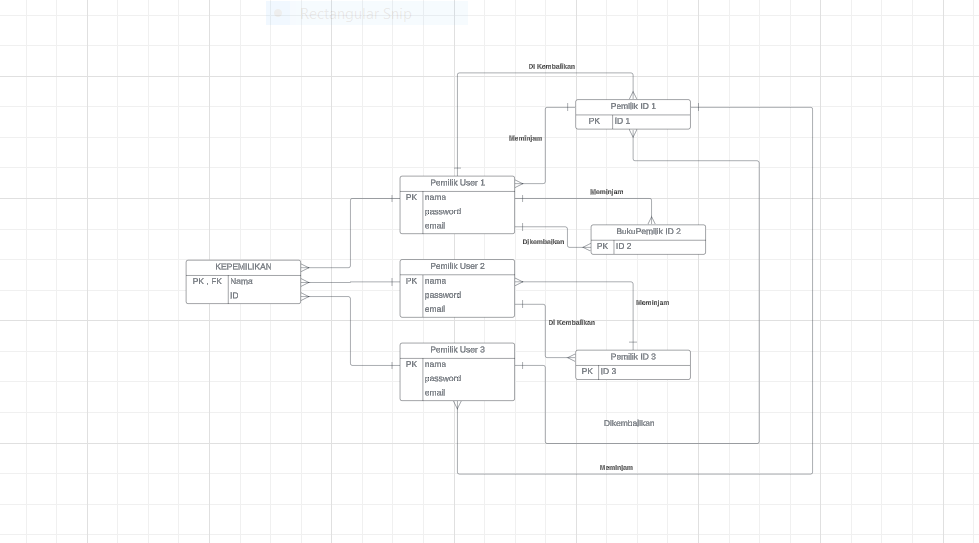 Rectangular Snip
Di Kembalikan
Pemilik ID 1
PK ID 1
Meminjam
Pemilik User 1
PK nama
password
email
Meminjam
Dikembalikan
BukuPemilik ID 2
PK ID 2
KEPEMILIKAN
PK , FK Nama
ID
Pemilik User 2
PK nama
password
email
Meminjam
Di Kembalikan
Pemilik User 3
PK nama
password
email
Pemilik ID 3
PK ID 3
Dikembalikan
Meminjam